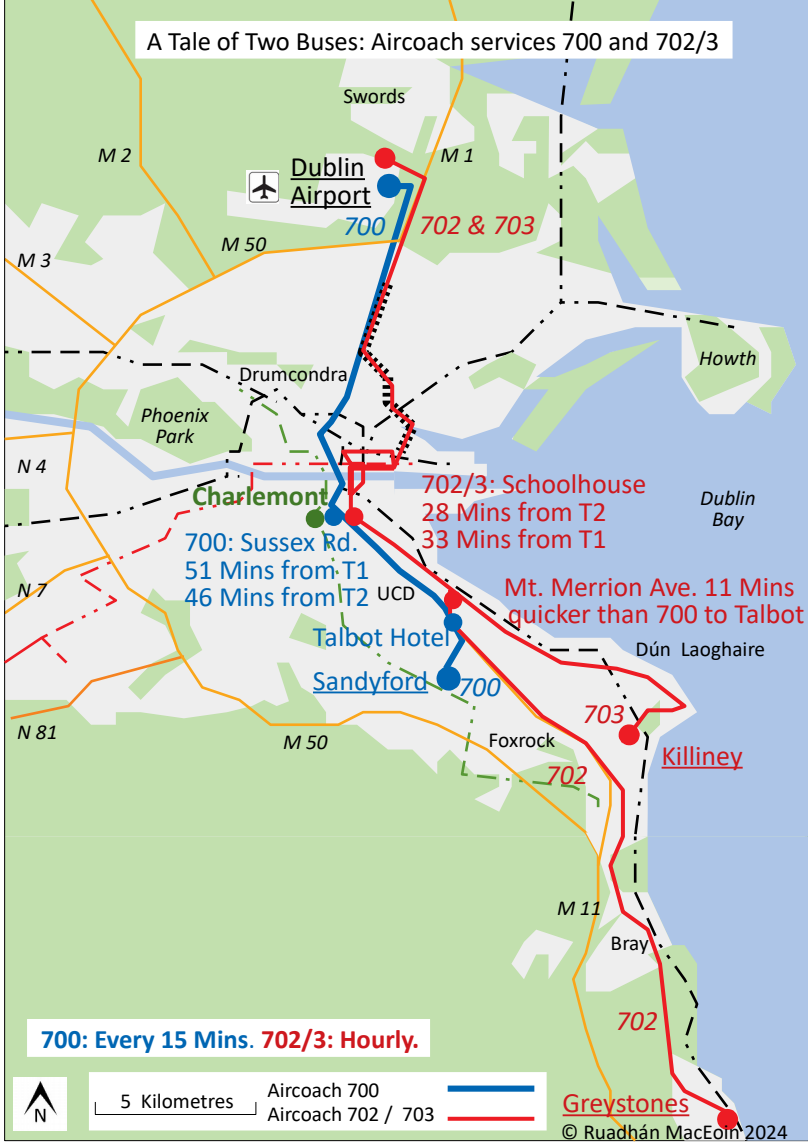 A Tale of Two Buses: Aircoach services 700 and 702/3
Swords
M 2
M 1
Dublin
Airport
700
702 & 703
M 50
M 3
Howth
Drumcondra
Phoenix
Park
N 4
Charlemont
702/3: Schoolhouse
28 Mins from T2
33 Mins from T1
Dublin
Bay
700: Sussex Rd.
51 Mins from T1
46 Mins from T2
N 7
UCD
Mt. Merrion Ave. 11 Mins
quicker than 700 to Talbot
Talbot Hotel
Dún Laoghaire
Sandyford
700
703
N 81
M 50
Foxrock
Killiney
702
M 11
Bray
702
700: Every 15 Mins. 702/3: Hourly.
N
5 Kilometres
Aircoach 700
Aircoach 702 / 703
Greystones
© Ruadhán MacEoin 2024